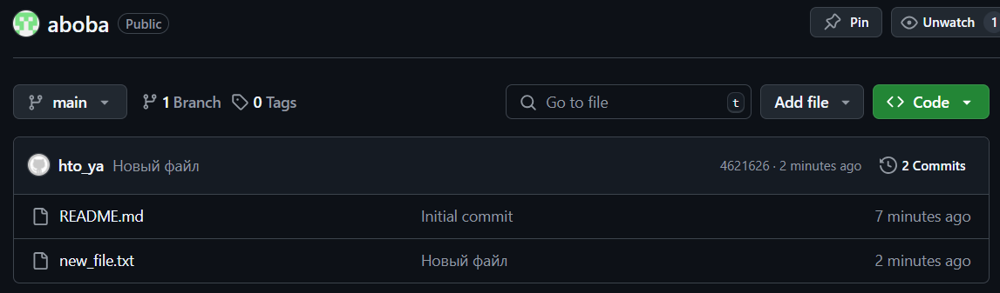 aboba Public Pin Unwatch 1
main 1 Branch 0 Tags Go to file t Add file Code
hto_ya Новый файл 4621626 · 2 minutes ago 2 Commits
README.md Initial commit 7 minutes ago
new_file.txt Новый файл 2 minutes ago